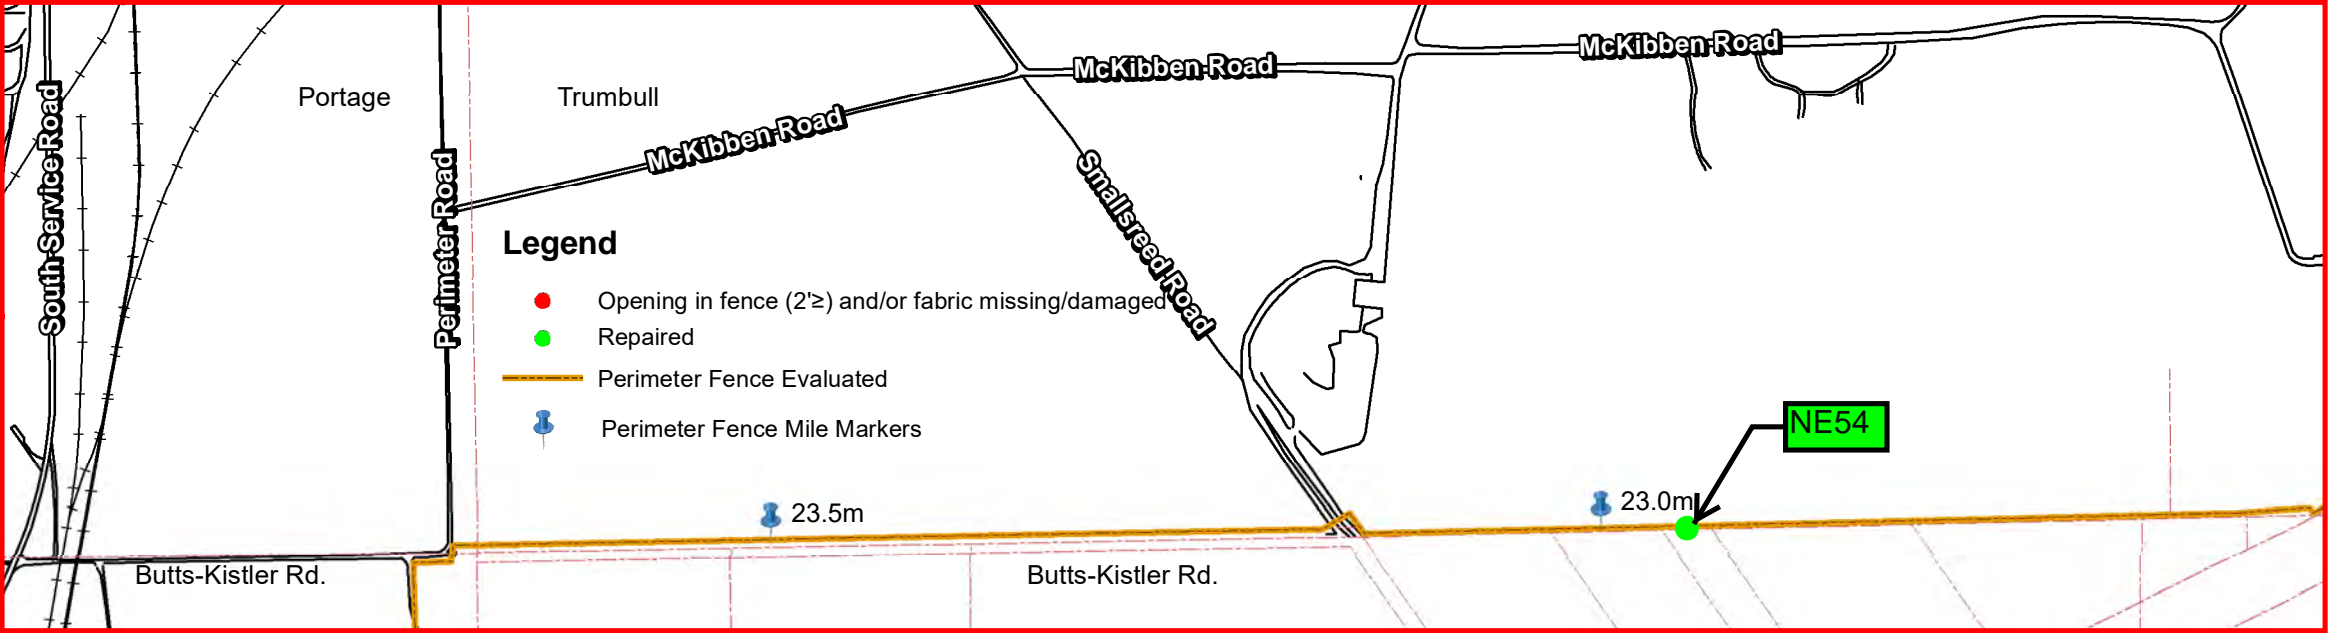 McKibben Road
McKibben Road
Portage
Trumbull
South Service Road
McKibben Road
Perimeter Road
Smallsreed Road
Legend
Opening in fence (2'≥) and/or fabric missing/damaged
Repaired
Perimeter Fence Evaluated
Perimeter Fence Mile Markers
NE54
23.5m
23.0m
Butts-Kistler Rd.
Butts-Kistler Rd.